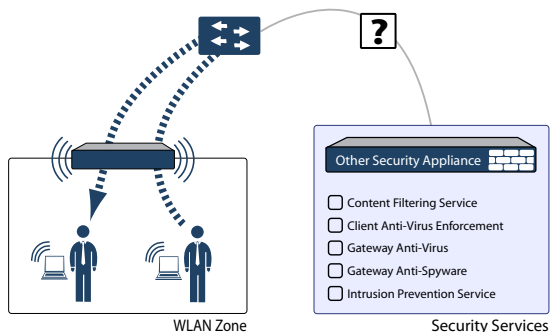 ?
Other Security Appliance
Content Filtering Service
Client Anti-Virus Enforcement
Gateway Anti-Virus
Gateway Anti-Spyware
Intrusion Prevention Service
WLAN Zone
Security Services